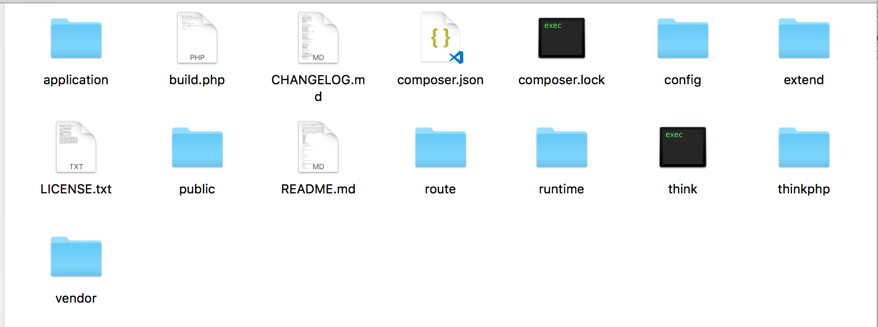 exec
exec
{ }
PHP
MD
application
build.php
CHANGELOG.m
d
composer.json
composer.lock
config
extend
TXT
MD
exec
LICENSE.txt
public
README.md
route
runtime
think
thinkphp
vendor